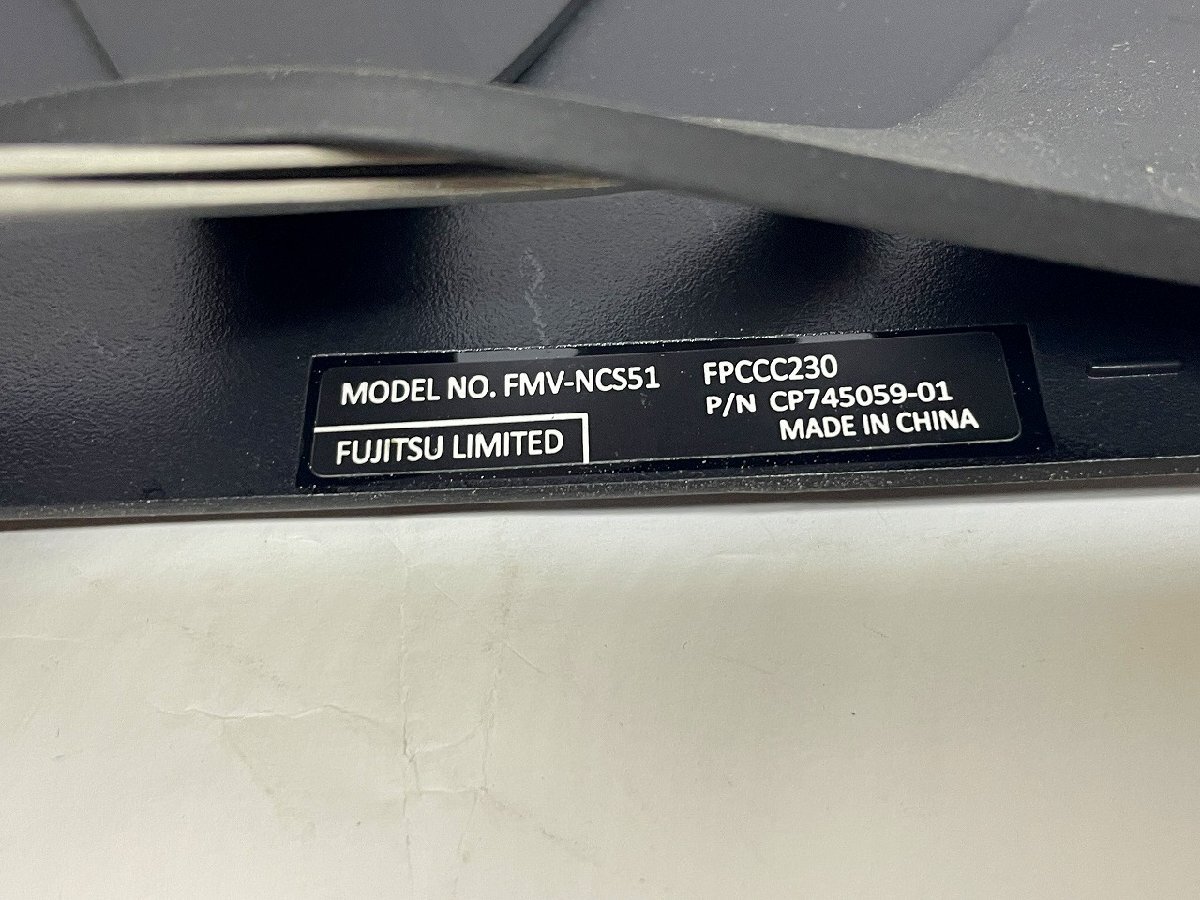 MODEL NO. FMV-NCS51
FUJITSU LIMITED
FPCCC230
P/N CP745059-01
MADE IN CHINA